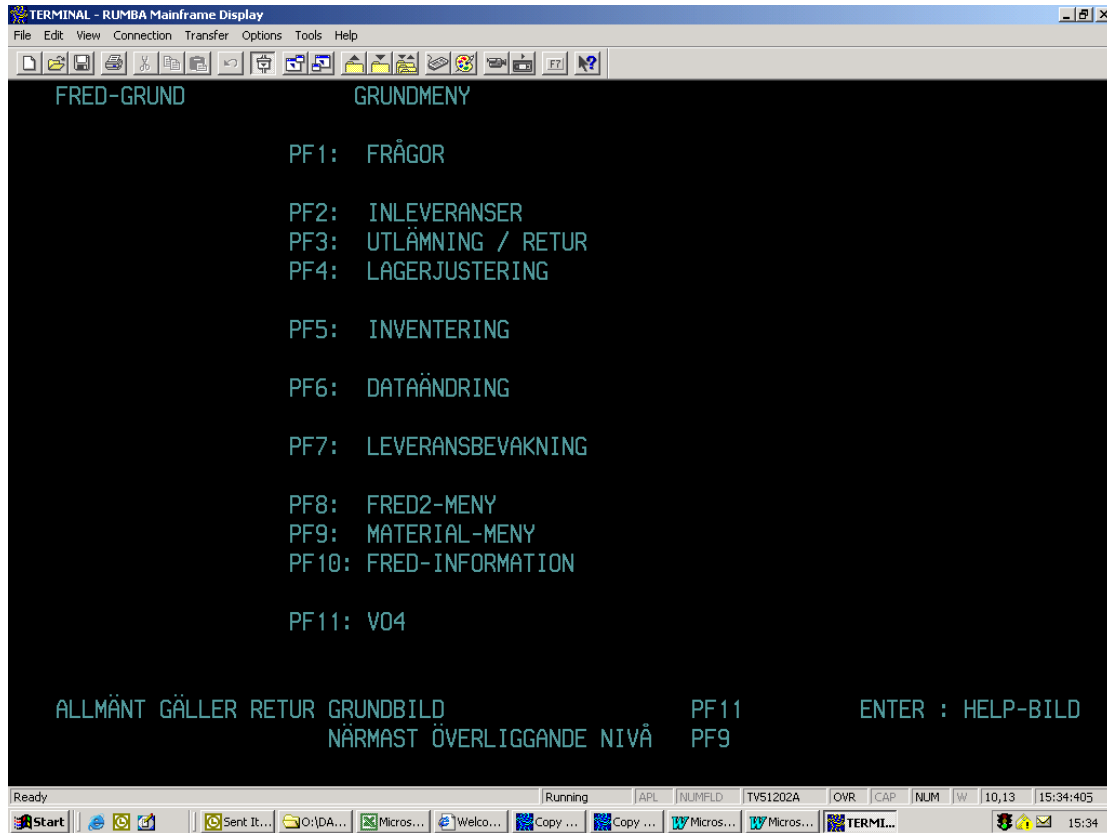 TERMINAL - RUMBA Mainframe Display
File Edit View Connection Transfer Options Tools Help
F7
FRED-GRUND GRUNDMENY
PF1: FRÅGOR
PF2: INLEVERANSER
PF3: UTLÄMNING / RETUR
PF4: LAGERJUSTERING
PF5: INVENTERING
PF6: DATAÄNDRING
PF7: LEVERANSBEVAKNING
PF8: FRED2-MENY
PF9: MATERIAL-MENY
PF10: FRED-INFORMATION
PF11: VO4
ALLMÄNT GÄLLER RETUR GRUNDBILD PF11 ENTER : HELP-BILD
NÄRMAST ÖVERLIGGANDE NIVÅ PF9
Ready Running APL NUMFLD TV51202A OVR CAP NUM W 10,13 15:34:405
Start Sent It... O:\DA... Micros... Welco... Copy ... Copy ... Micros... Micros... TERMI... 15:34